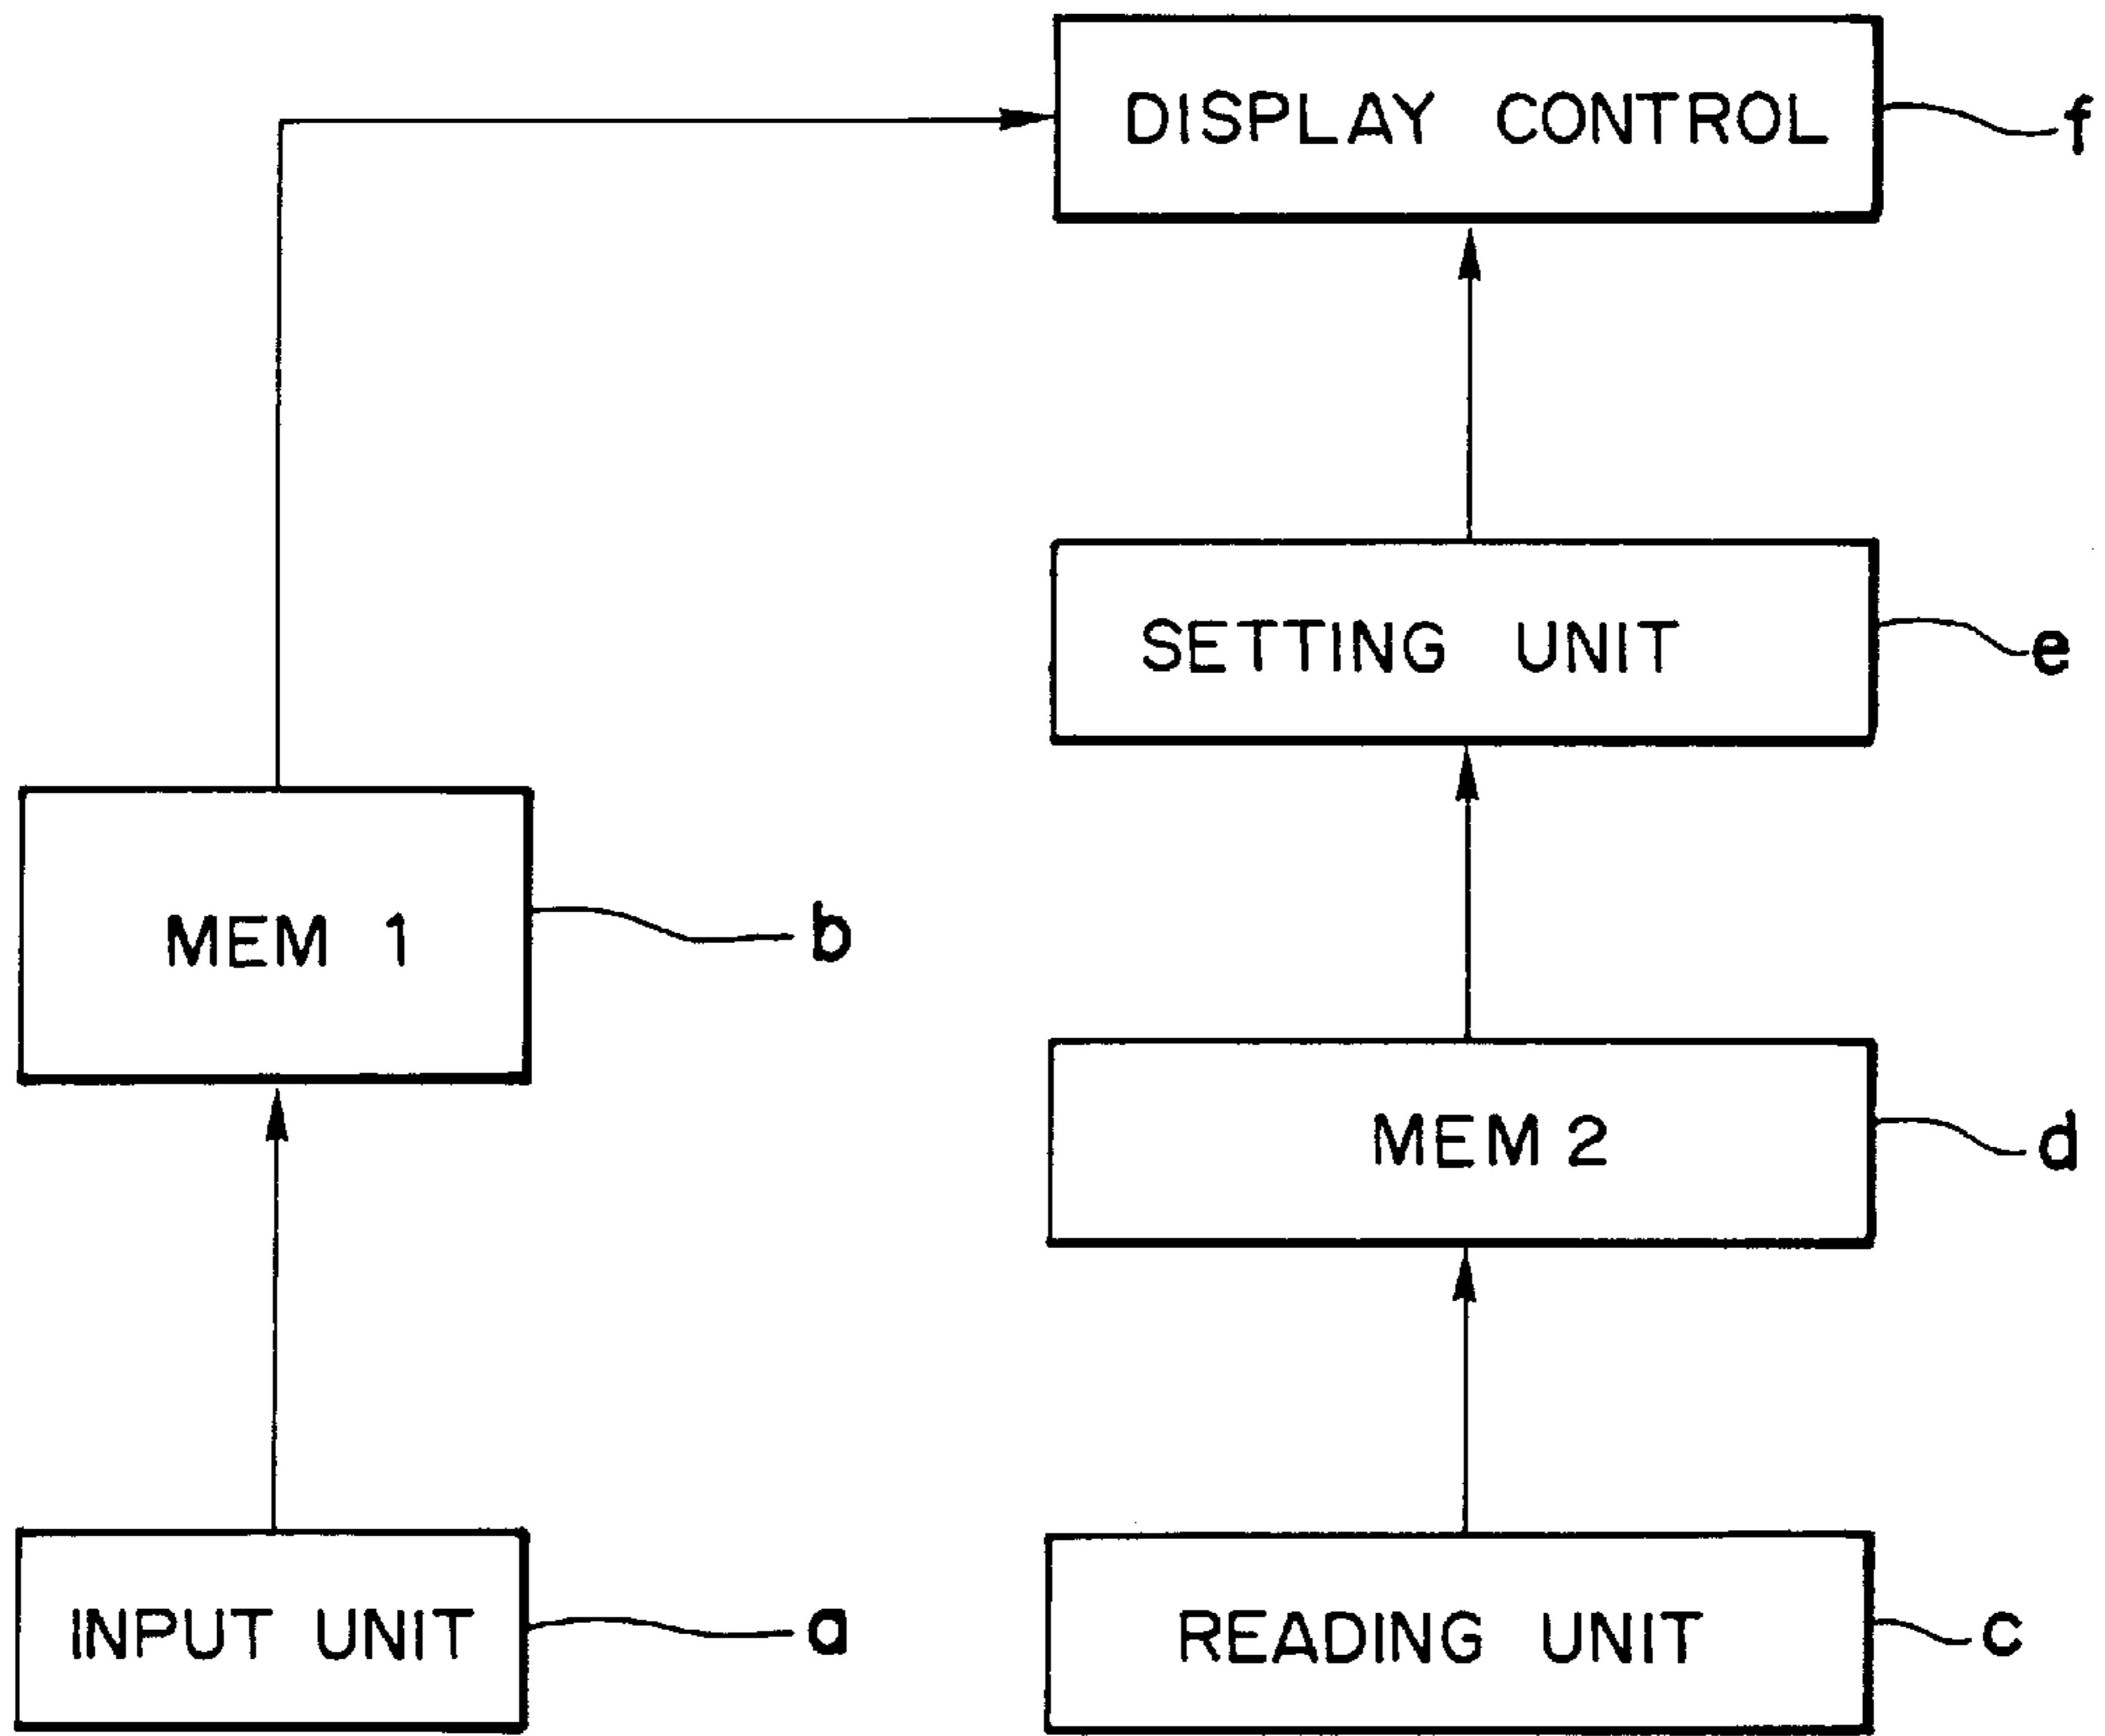 DISPLAY CONTROL
f
SETTING UNIT
e
MEM 1
b
MEM 2
d
INPUT UNIT
a
READING UNIT
c